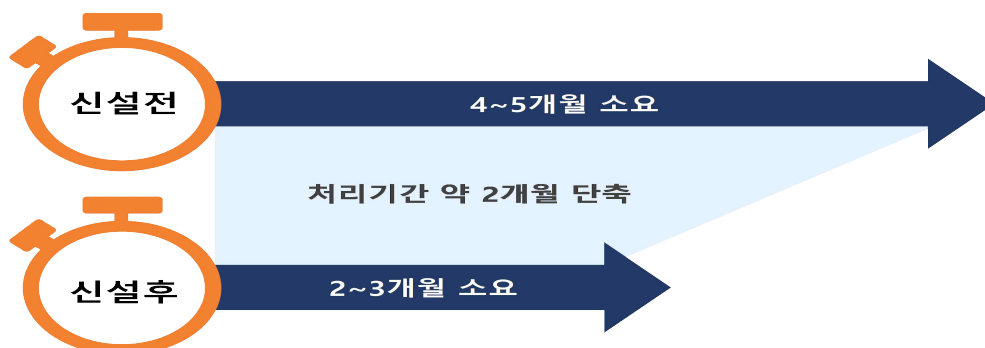 신설전
4~5개월 소요
처리기간 약 2개월 단축
신설후
2~3개월 소요